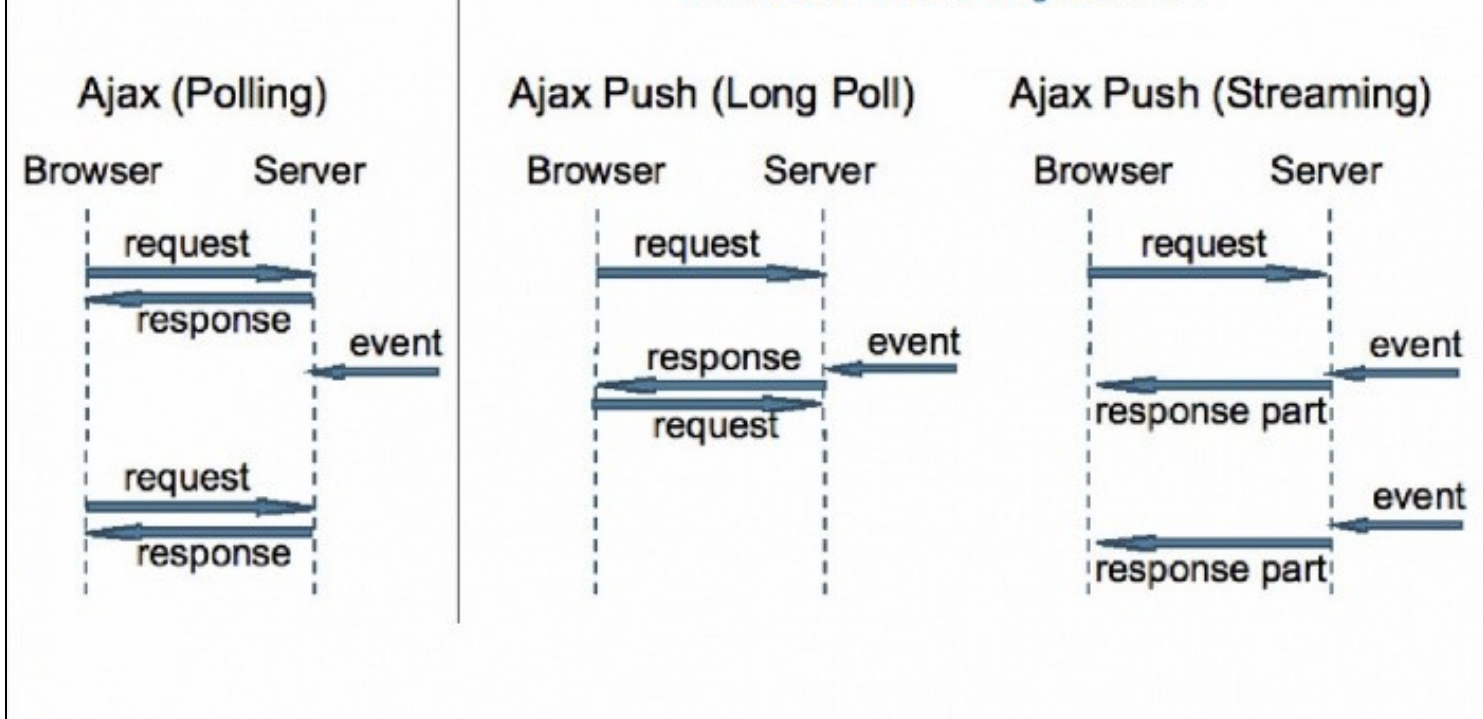 Ajax (Polling)
Browser Server
request
response
event
request
response
Ajax Push (Long Poll)
Browser Server
request
event
response
request
Ajax Push (Streaming)
Browser Server
request
event
response part
event
response part